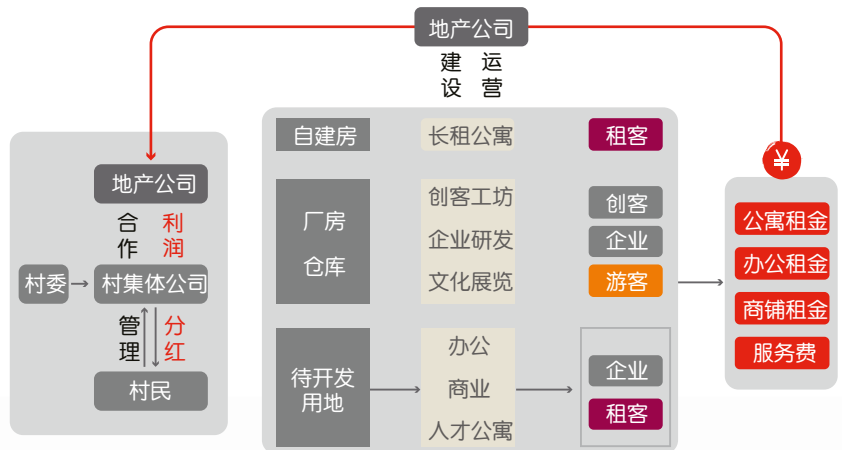 地产公司
建设
运营
地产公司
合作
利润
村委
村集体公司
管理
分红
村民
自建房
长租公寓
租客
厂房
仓库
创客工坊
企业研发
文化展览
创客
企业
游客
待开发
用地
办公
商业
人才公寓
企业
租客
¥
公寓租金
办公租金
商铺租金
服务费